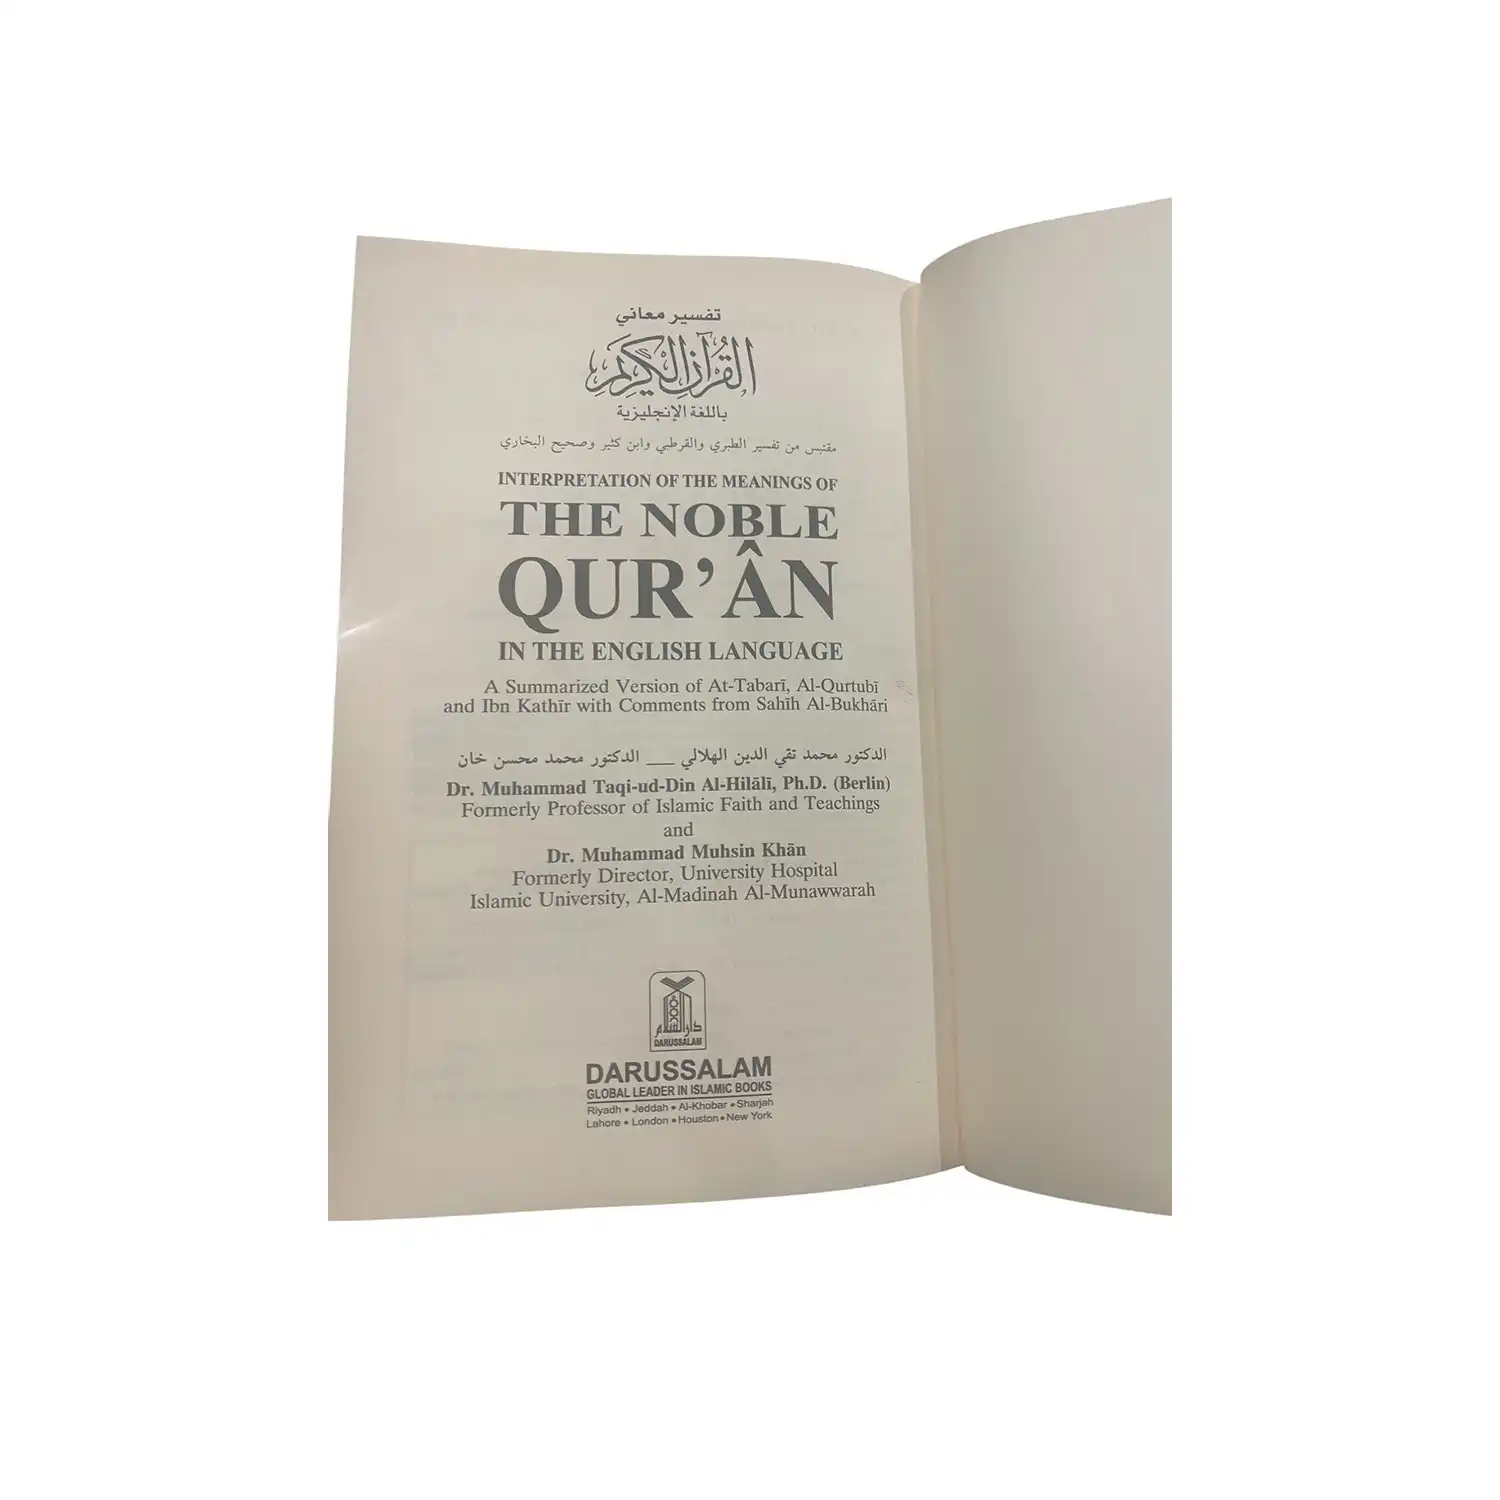 تفسير معاني
القرآن الكريم
باللغة الإنجليزية
مقتبس من تفسير الطبري والقرطبي وابن كثير وصحيح البخاري
INTERPRETATION OF THE MEANINGS OF
THE NOBLE
QUR’ÂN
IN THE ENGLISH LANGUAGE
A Summarized Version of At-Tabarī, Al-Qurtubī
and Ibn Kathīr with Comments from Sahīh Al-Bukhāri
الدكتور محمد تقي الدين الهلالي — الدكتور محمد محسن خان
Dr. Muhammad Taqi-ud-Din Al-Hilālī, Ph.D. (Berlin)
Formerly Professor of Islamic Faith and Teachings
and
Dr. Muhammad Muhsin Khān
Formerly Director, University Hospital
Islamic University, Al-Madinah Al-Munawwarah
دار السلام
DARUSSALAM
DARUSSALAM
GLOBAL LEADER IN ISLAMIC BOOKS
Riyadh • Jeddah • Al-Khobar • Sharjah
Lahore • London • Houston • New York